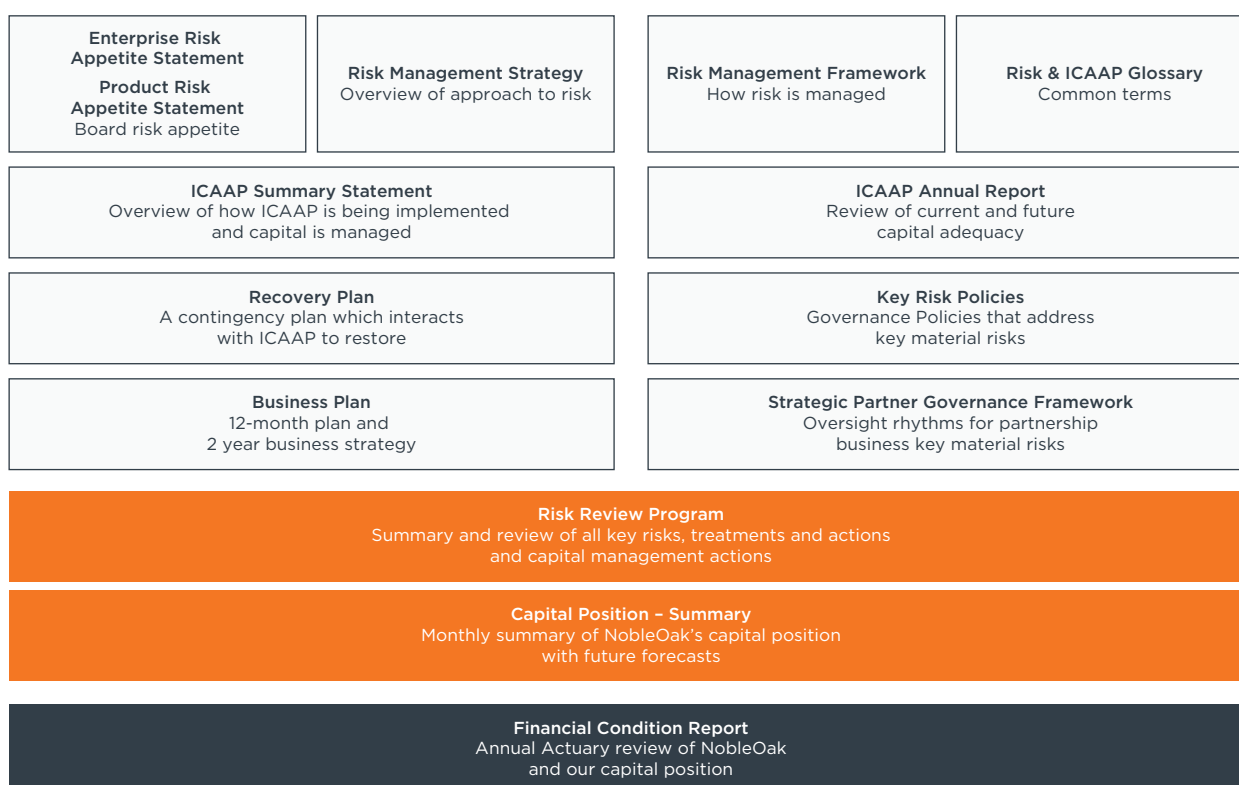 Enterprise Risk
Appetite Statement
Product Risk
Appetite Statement
Board risk appetite
Risk Management Strategy
Overview of approach to risk
Risk Management Framework
How risk is managed
Risk & ICAAP Glossary
Common terms
ICAAP Summary Statement
Overview of how ICAAP is being implemented
and capital is managed
ICAAP Annual Report
Review of current and future
capital adequacy
Recovery Plan
A contingency plan which interacts
with ICAAP to restore
Key Risk Policies
Governance Policies that address
key material risks
Business Plan
12-month plan and
2 year business strategy
Strategic Partner Governance Framework
Oversight rhythms for partnership
business key material risks
Risk Review Program
Summary and review of all key risks, treatments and actions
and capital management actions
Capital Position – Summary
Monthly summary of NobleOak's capital position
with future forecasts
Financial Condition Report
Annual Actuary review of NobleOak
and our capital position